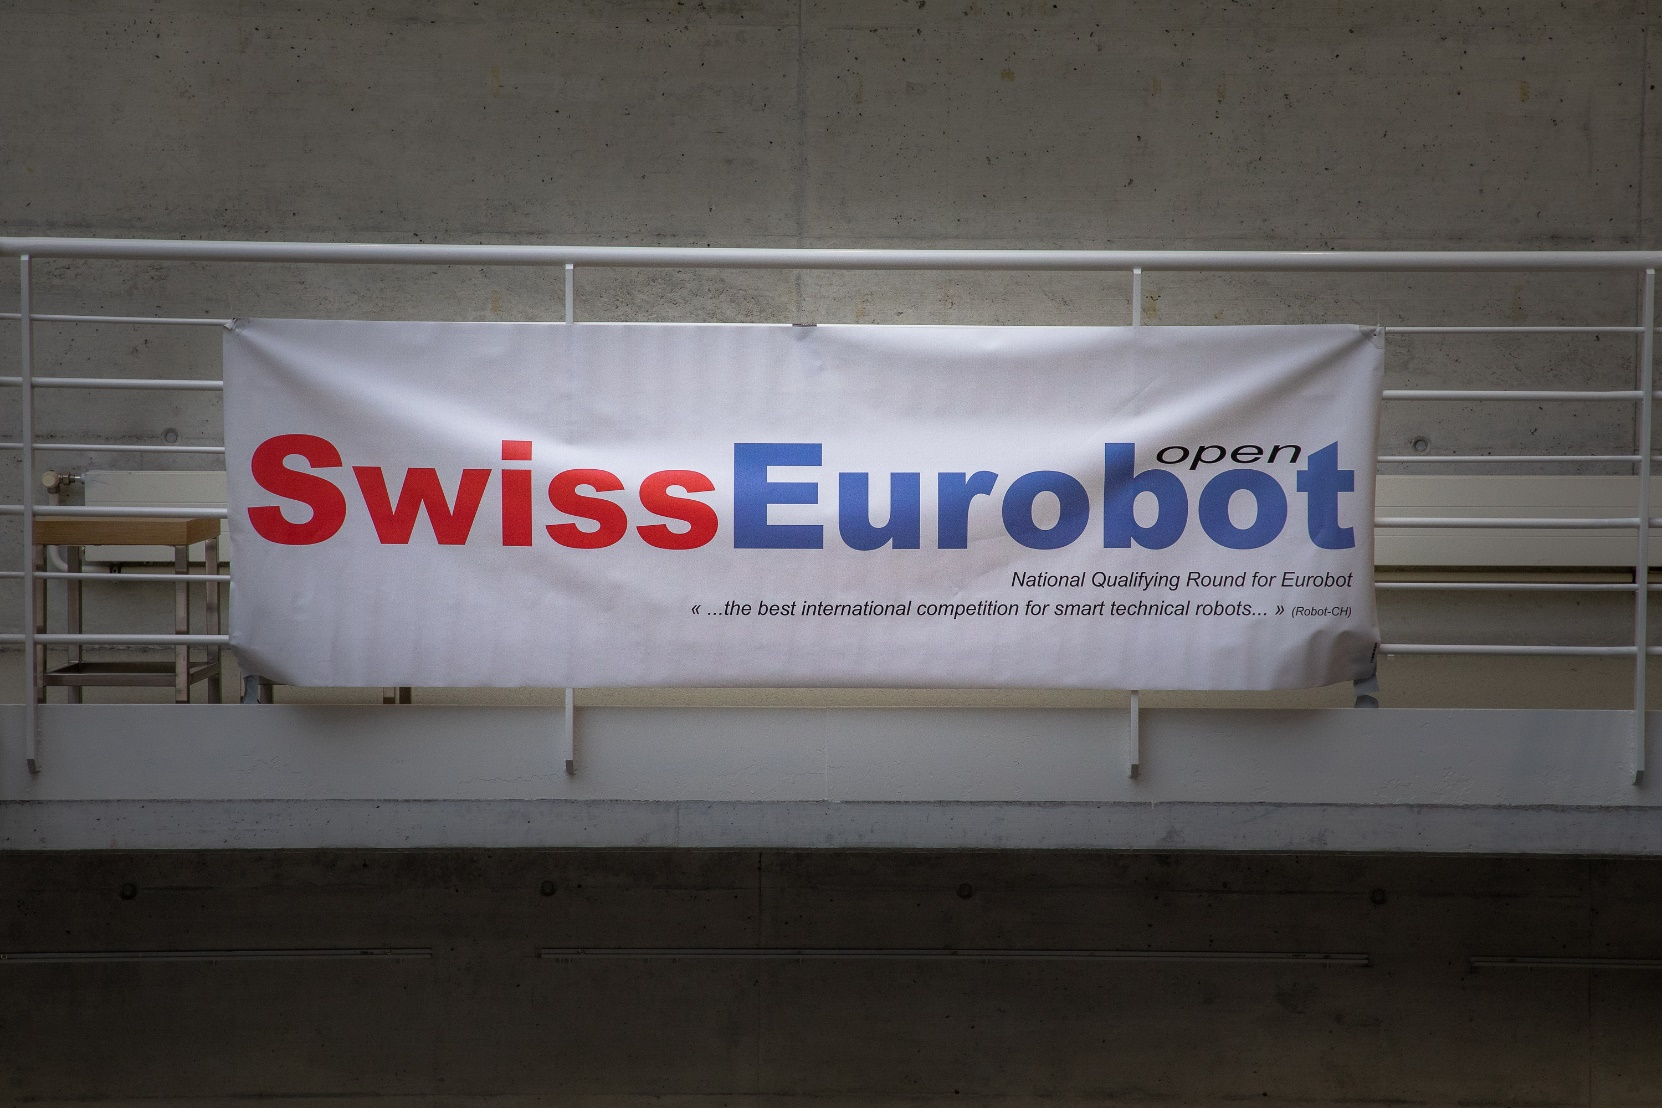 SwissEurobot
open
National Qualifying Round for Eurobot
« ...the best international competition for smart technical robots... » (Robot-CH)